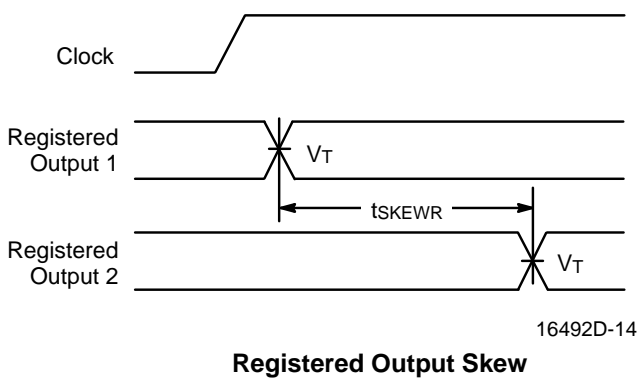 Clock
Registered
Output 1
VT
tSKEWR
Registered
Output 2
VT
16492D-14
Registered Output Skew